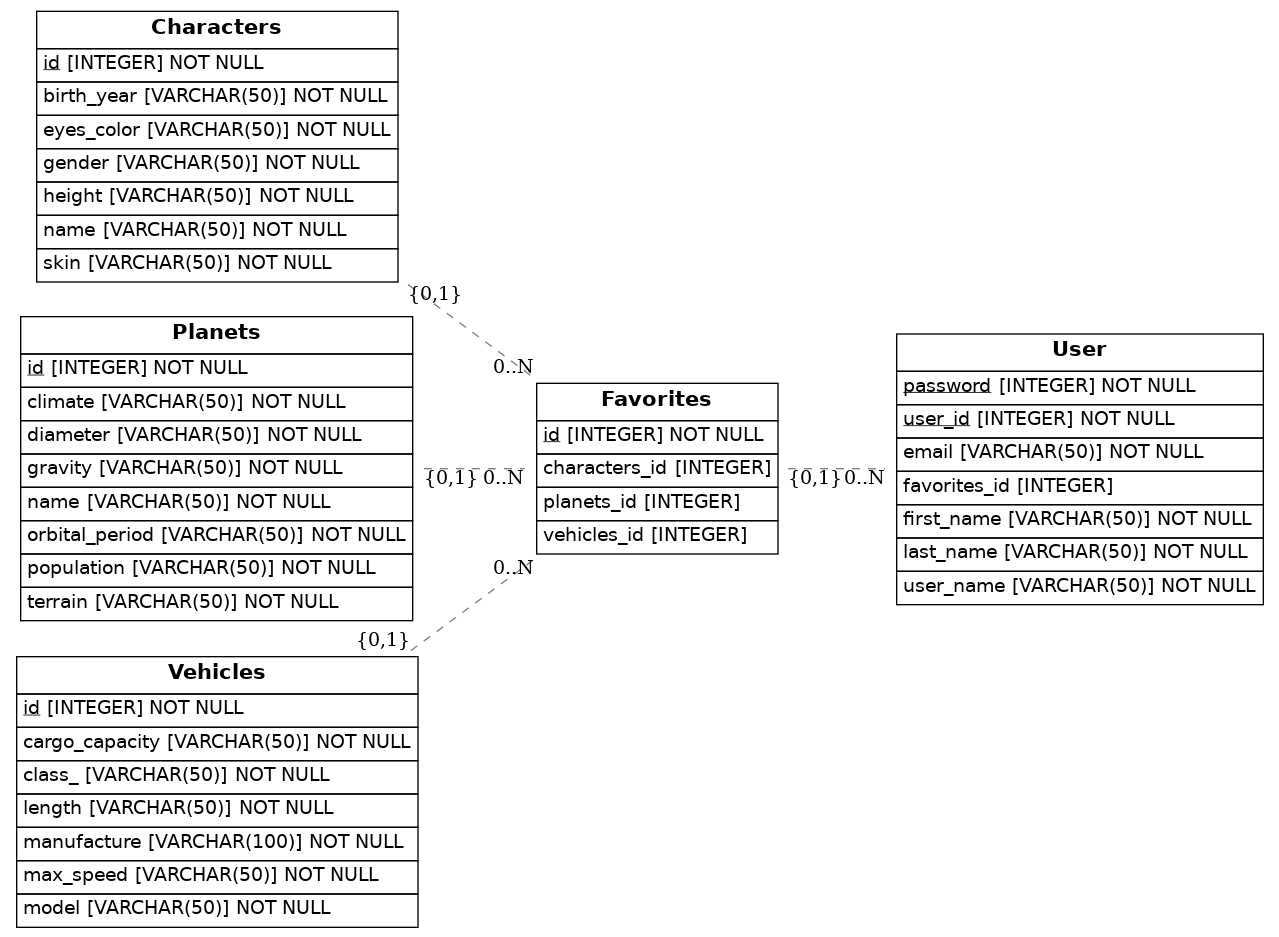 Characters
id [INTEGER] NOT NULL
birth_year [VARCHAR(50)] NOT NULL
eyes_color [VARCHAR(50)] NOT NULL
gender [VARCHAR(50)] NOT NULL
height [VARCHAR(50)] NOT NULL
name [VARCHAR(50)] NOT NULL
skin [VARCHAR(50)] NOT NULL
{0,1}
0..N
Planets
id [INTEGER] NOT NULL
climate [VARCHAR(50)] NOT NULL
diameter [VARCHAR(50)] NOT NULL
gravity [VARCHAR(50)] NOT NULL
name [VARCHAR(50)] NOT NULL
orbital_period [VARCHAR(50)] NOT NULL
population [VARCHAR(50)] NOT NULL
terrain [VARCHAR(50)] NOT NULL
{0,1} 0..N
Favorites
id [INTEGER] NOT NULL
characters_id [INTEGER]
planets_id [INTEGER]
vehicles_id [INTEGER]
{0,1} 0..N
User
password [INTEGER] NOT NULL
user_id [INTEGER] NOT NULL
email [VARCHAR(50)] NOT NULL
favorites_id [INTEGER]
first_name [VARCHAR(50)] NOT NULL
last_name [VARCHAR(50)] NOT NULL
user_name [VARCHAR(50)] NOT NULL
0..N
{0,1}
Vehicles
id [INTEGER] NOT NULL
cargo_capacity [VARCHAR(50)] NOT NULL
class_ [VARCHAR(50)] NOT NULL
length [VARCHAR(50)] NOT NULL
manufacture [VARCHAR(100)] NOT NULL
max_speed [VARCHAR(50)] NOT NULL
model [VARCHAR(50)] NOT NULL